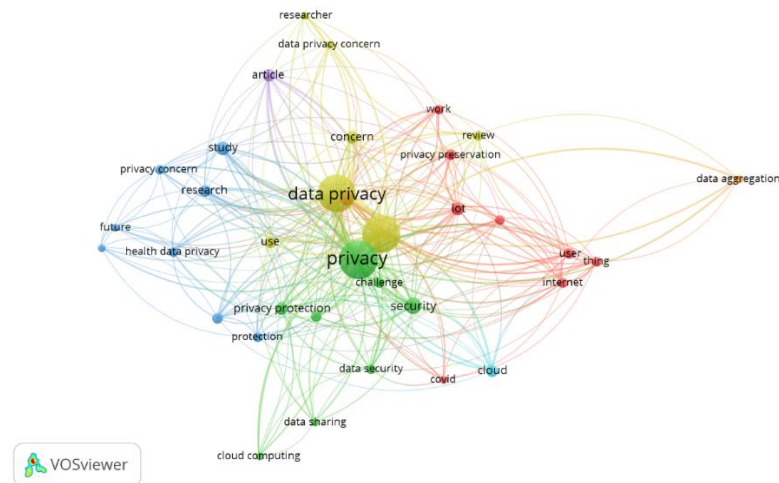 researcher
data privacy concern
article
work
concern
review
study
privacy preservation
privacy concern
data aggregation
research
data privacy
iot
future
use
health data privacy
user
privacy
thing
challenge
internet
privacy protection
security
protection
data security
cloud
covid
data sharing
cloud computing
VOSviewer